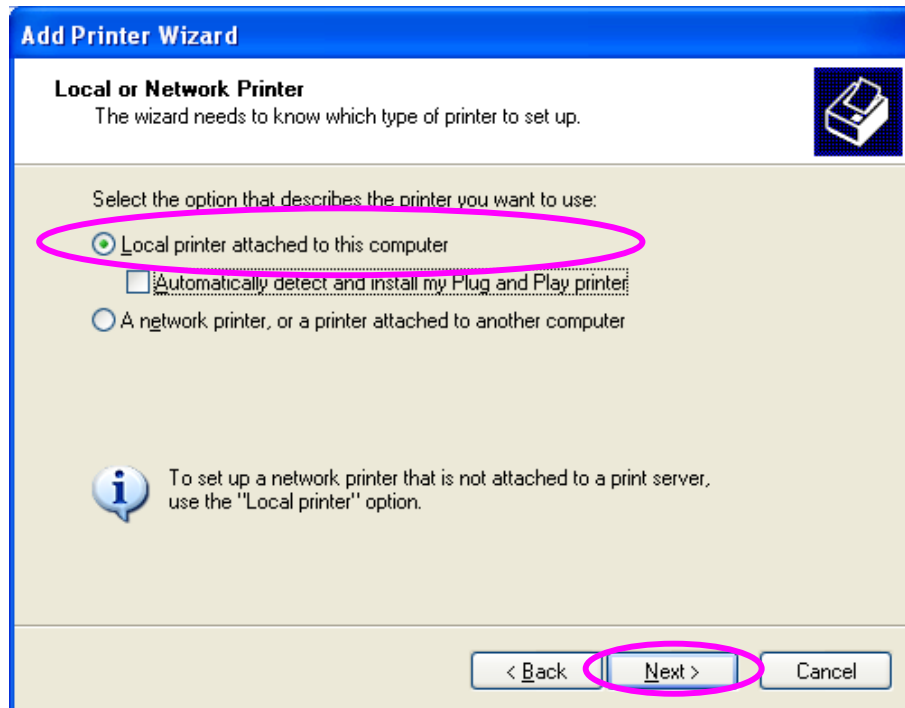 Add Printer Wizard
Local or Network Printer
The wizard needs to know which type of printer to set up.
Select the option that describes the printer you want to use:
Local printer attached to this computer
Automatically detect and install my Plug and Play printer
A network printer, or a printer attached to another computer
To set up a network printer that is not attached to a print server,
use the "Local printer" option.
< Back Next > Cancel